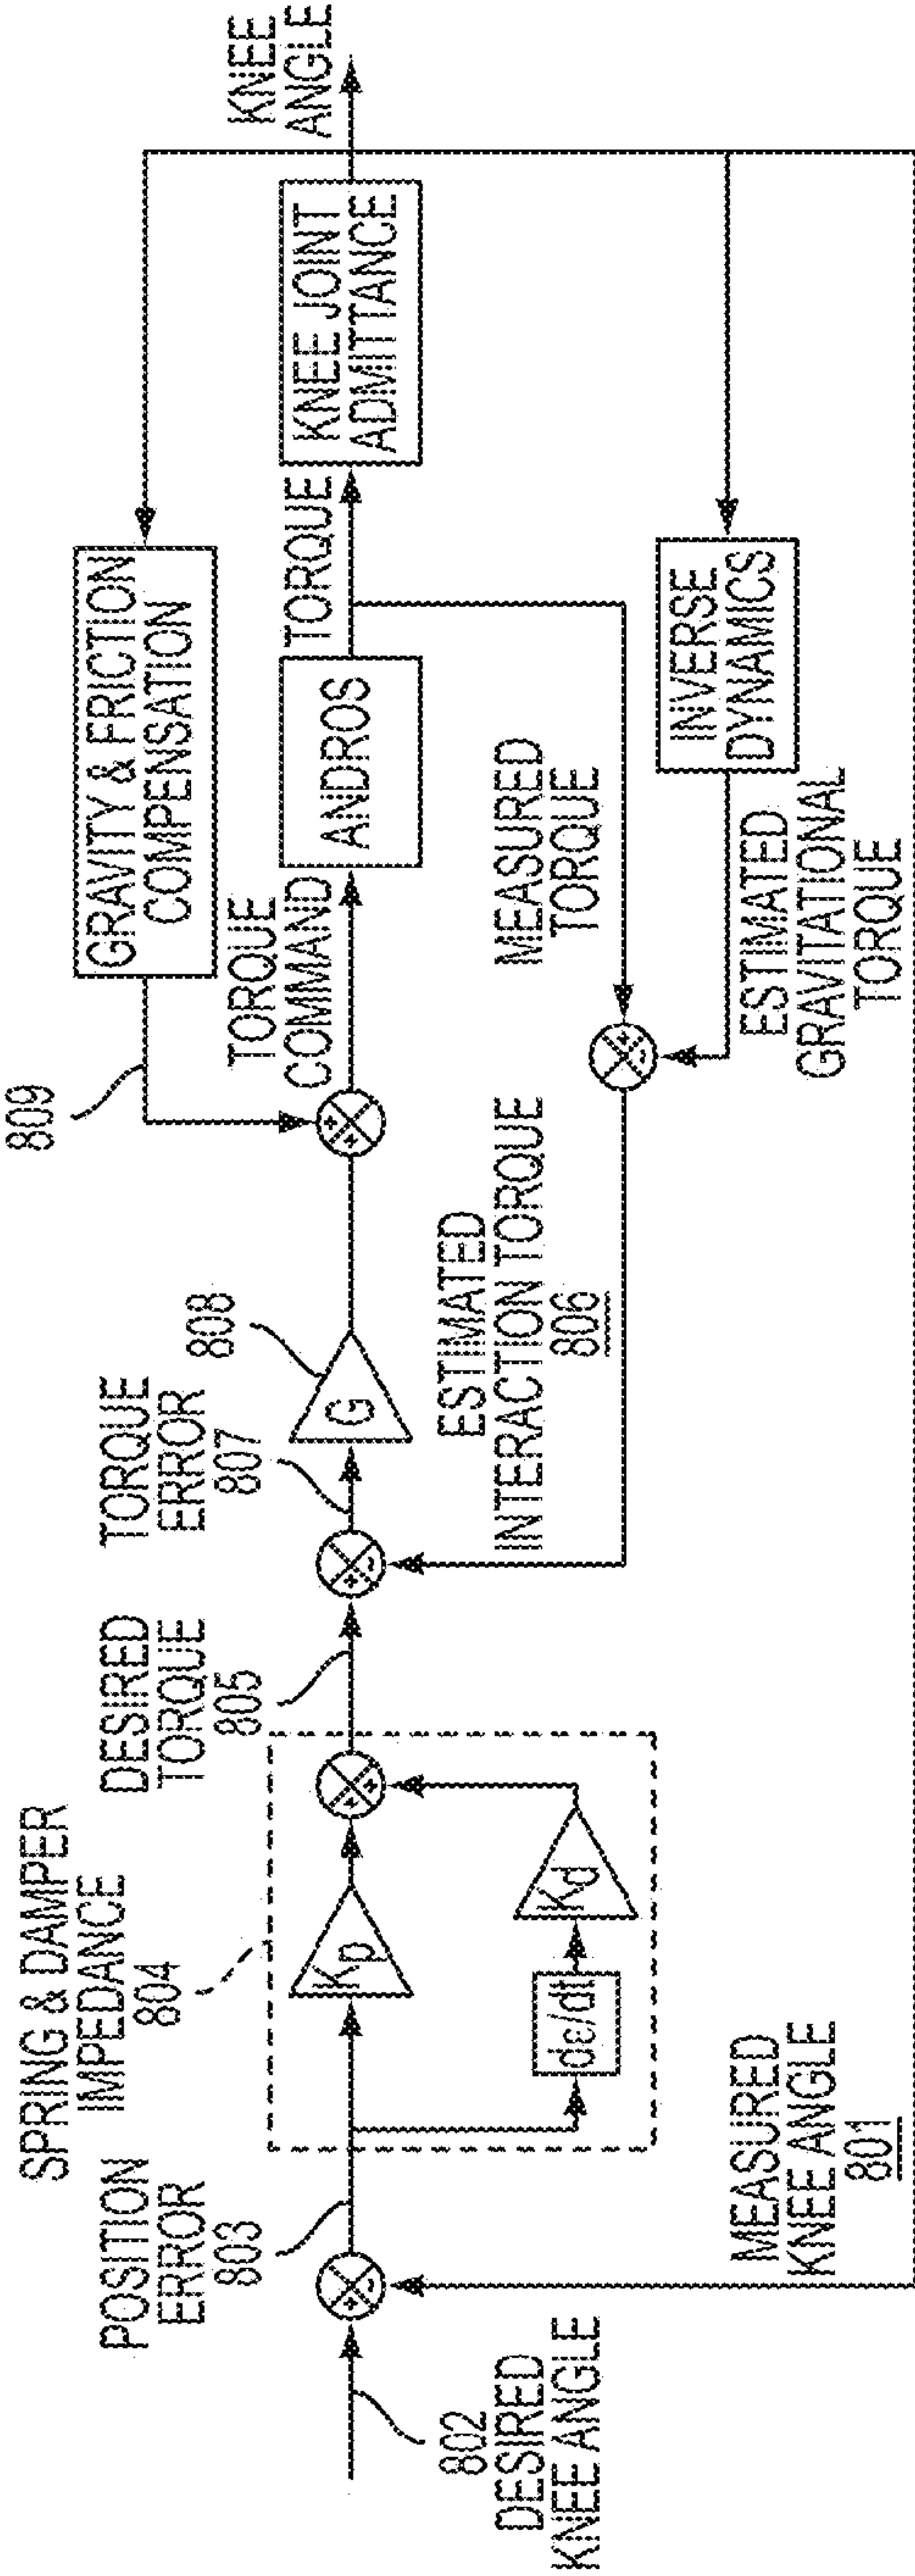 809
GRAVITY & FRICTION
COMPENSATION
KNEE
ANGLE
SPRING & DAMPER
IMPEDANCE
804
POSITION
ERROR
803
DESIRED
TORQUE
805
TORQUE
ERROR
807
808
TORQUE
COMMAND
TORQUE
+
-
Kp
+
+
+
-
G
+
+
ANDROS
KNEE JOINT
ADMITTANCE
802
DESIRED
KNEE ANGLE
dε/dt
Kd
ESTIMATED
INTERACTION TORQUE
806
MEASURED
TORQUE
+
-
INVERSE
DYNAMICS
MEASURED
KNEE ANGLE
801
ESTIMATED
GRAVITATIONAL
TORQUE